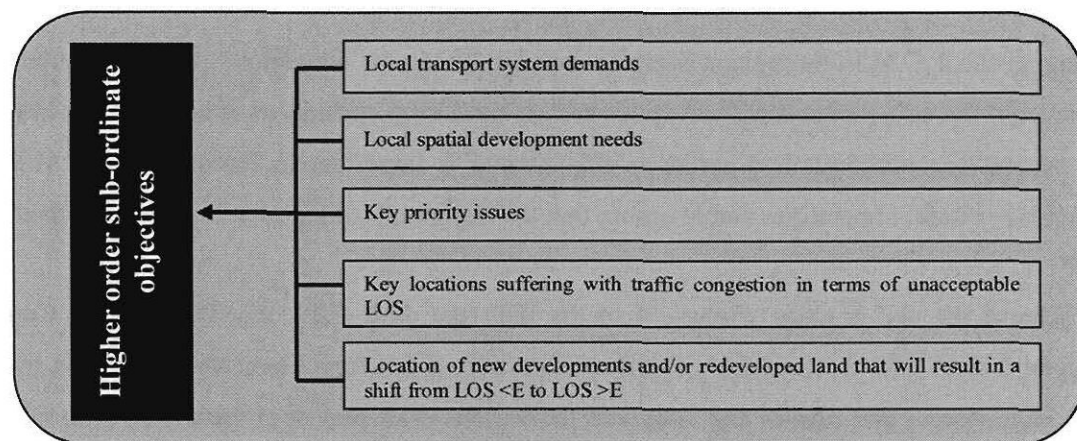 Higher order sub-ordinate
objectives
Local transport system demands
Local spatial development needs
Key priority issues
Key locations suffering with traffic congestion in terms of unacceptable
LOS
Location of new developments and/or redeveloped land that will result in a
shift from LOS <E to LOS >E